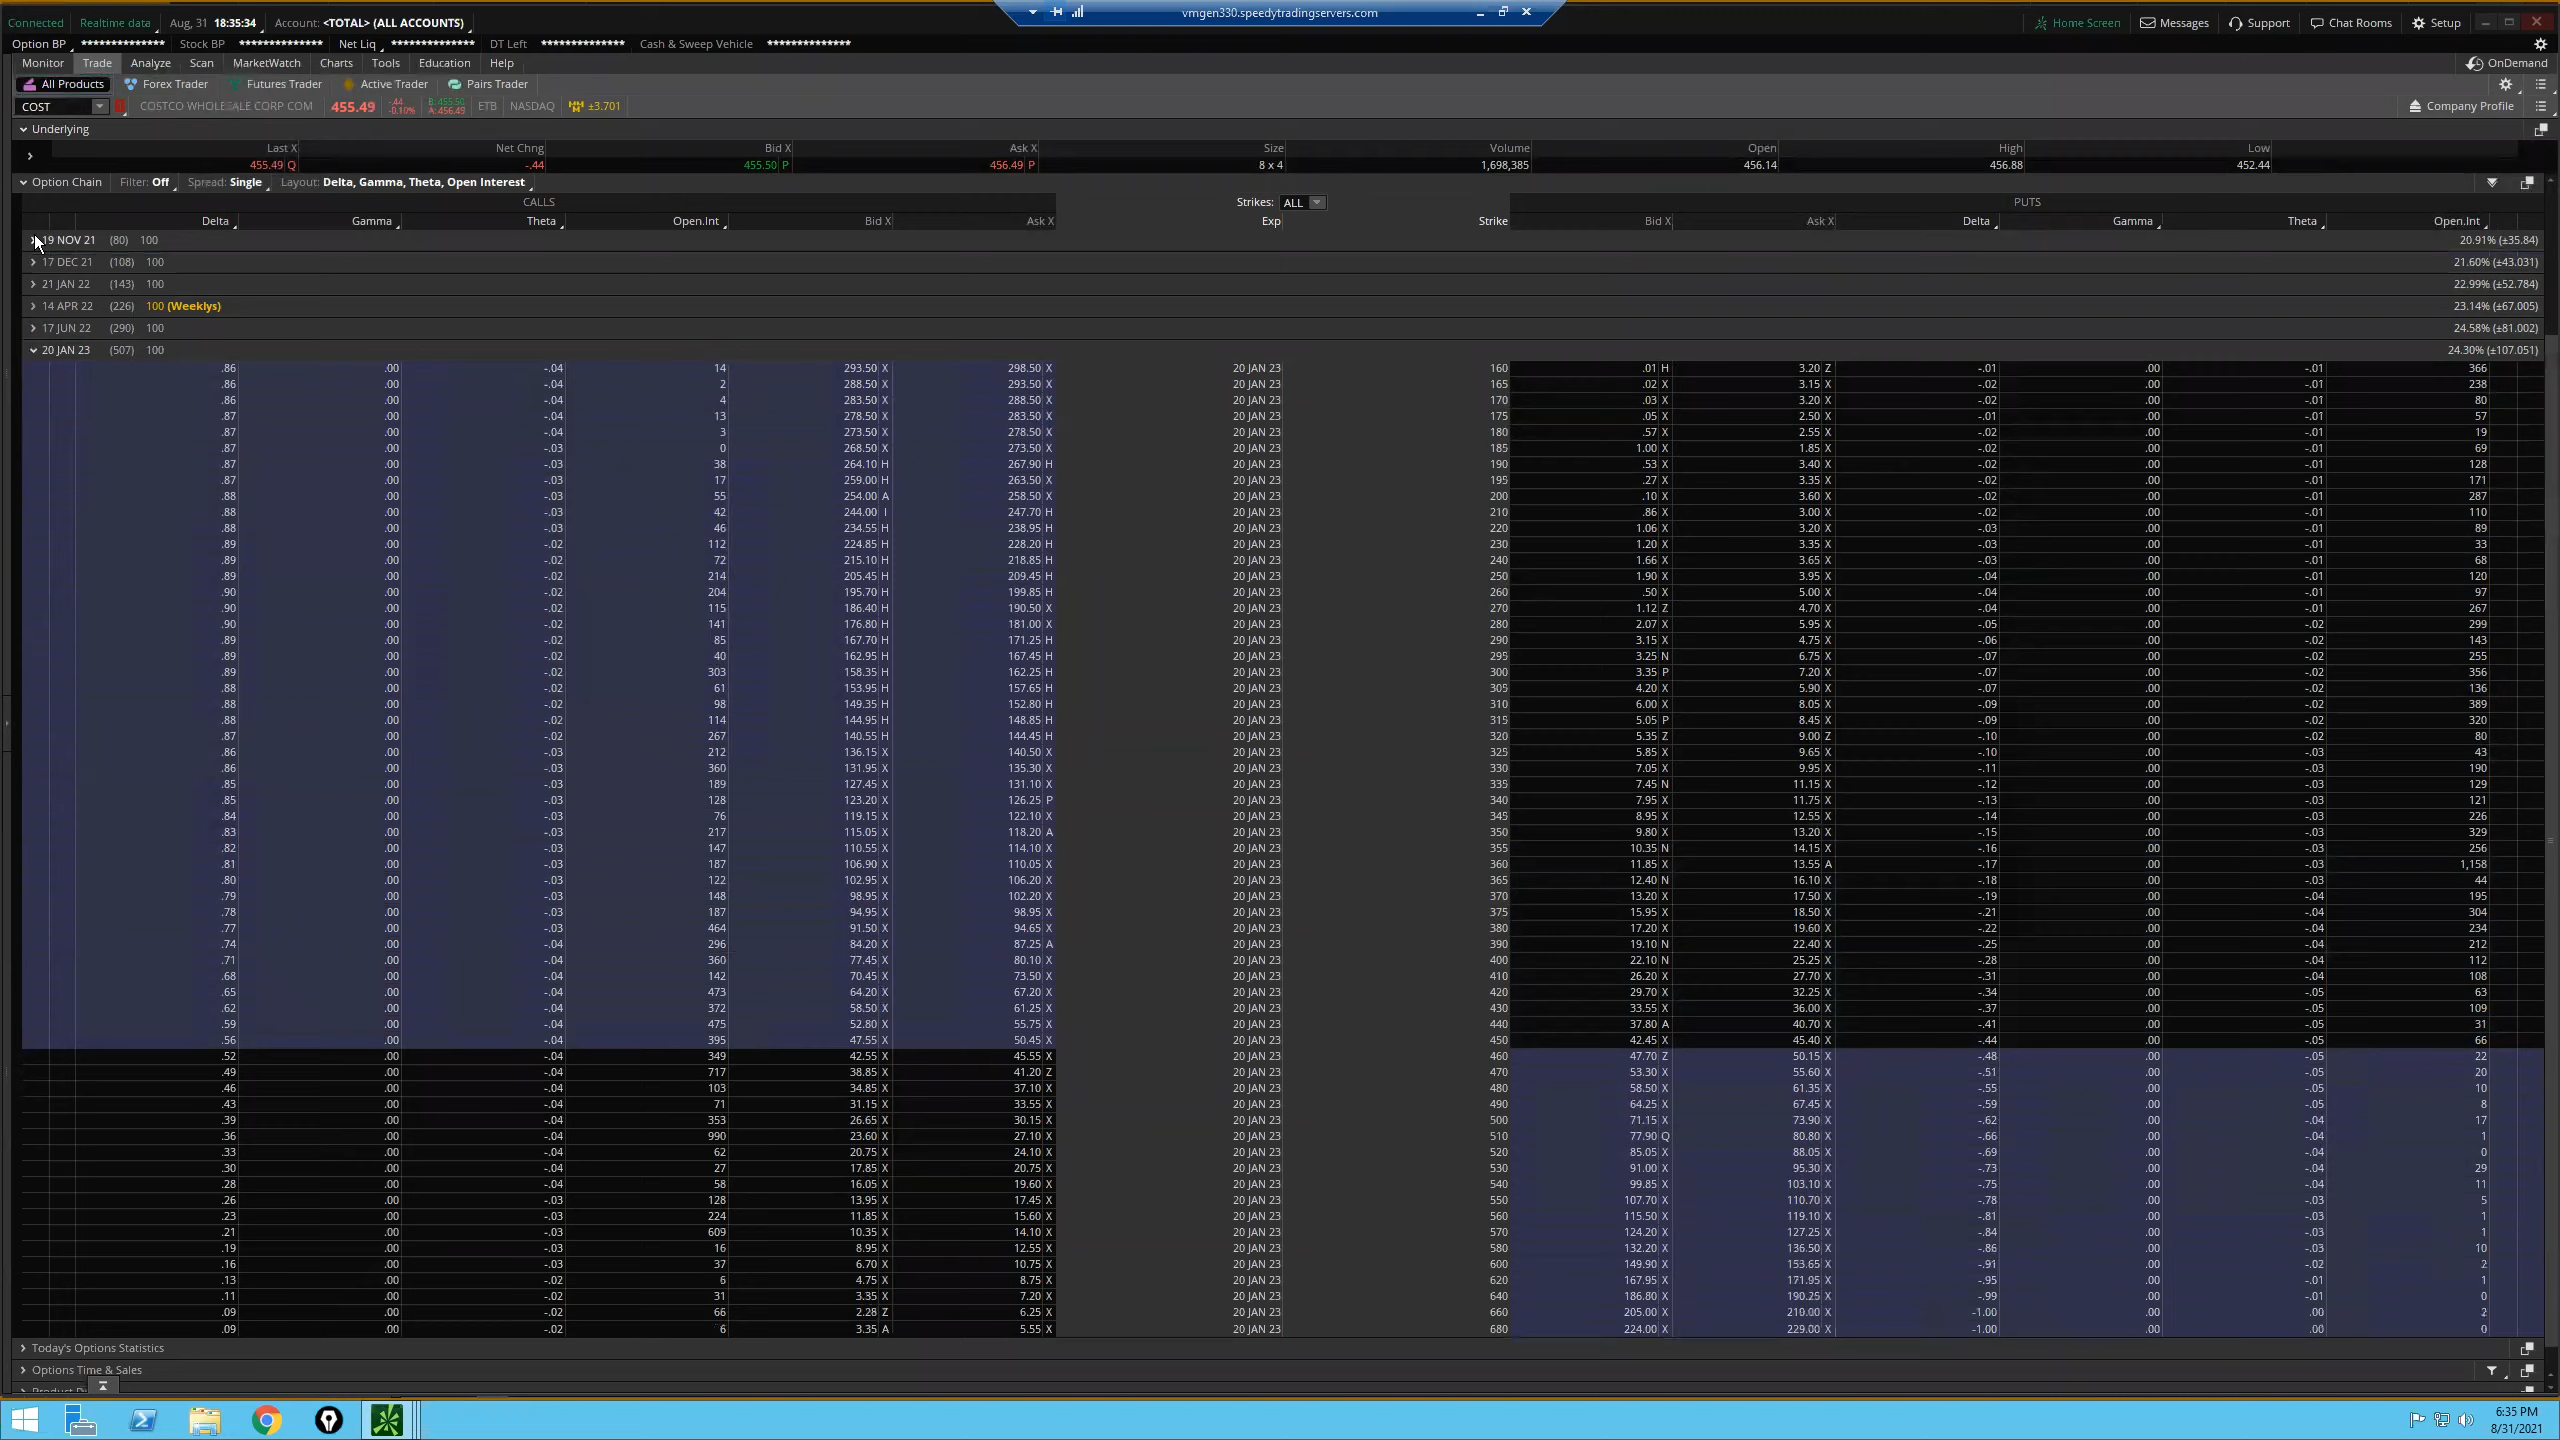 Connected Realtime data Aug, 31 18:35:34 Account: <TOTAL> (ALL ACCOUNTS) vmgen330.speedytradingservers.com Home Screen Messages Support Chat Rooms Setup
Option BP ************** Stock BP ************** Net Liq ************** DT Left ************** Cash & Sweep Vehicle **************
Monitor Trade Analyze Scan MarketWatch Charts Tools Education Help OnDemand
All Products Forex Trader Futures Trader Active Trader Pairs Trader
COST COSTCO WHOLESALE CORP COM 455.49 -.44 -0.10% B: 455.50 A: 456.49 ETB NASDAQ ±3.701 Company Profile
Underlying
Last X Net Chng Bid X Ask X Size Volume Open High Low
455.49 Q -.44 455.50 P 456.49 P 8 x 4 1,698,385 456.14 456.88 452.44
Option Chain Filter: Off Spread: Single Layout: Delta, Gamma, Theta, Open Interest
CALLS Strikes: ALL PUTS
Delta Gamma Theta Open.Int Bid X Ask X Exp Strike Bid X Ask X Delta Gamma Theta Open.Int
19 NOV 21 (80) 100 20.91% (±35.84)
17 DEC 21 (108) 100 21.60% (±43.031)
21 JAN 22 (143) 100 22.99% (±52.784)
14 APR 22 (226) 100 (Weeklys) 23.14% (±67.005)
17 JUN 22 (290) 100 24.58% (±81.002)
20 JAN 23 (507) 100 24.30% (±107.051)
.86 .00 -.04 14 293.50 X 298.50 X 20 JAN 23 160 .01 H 3.20 Z -.01 .00 -.01 366
.86 .00 -.04 2 288.50 X 293.50 X 20 JAN 23 165 .02 X 3.15 X -.02 .00 -.01 238
.86 .00 -.04 4 283.50 X 288.50 X 20 JAN 23 170 .03 X 3.20 X -.02 .00 -.01 80
.87 .00 -.04 13 278.50 X 283.50 X 20 JAN 23 175 .05 X 2.50 X -.01 .00 -.01 57
.87 .00 -.04 3 273.50 X 278.50 X 20 JAN 23 180 .57 X 2.55 X -.02 .00 -.01 19
.87 .00 -.03 0 268.50 X 273.50 X 20 JAN 23 185 1.00 X 1.85 X -.02 .00 -.01 69
.87 .00 -.03 38 264.10 H 267.90 H 20 JAN 23 190 .53 X 3.40 X -.02 .00 -.01 128
.87 .00 -.03 17 259.00 H 263.50 X 20 JAN 23 195 .27 X 3.35 X -.02 .00 -.01 171
.88 .00 -.03 55 254.00 A 258.50 X 20 JAN 23 200 .10 X 3.60 X -.02 .00 -.01 287
.88 .00 -.03 42 244.00 I 247.70 H 20 JAN 23 210 .86 X 3.00 X -.02 .00 -.01 110
.88 .00 -.03 46 234.55 H 238.95 H 20 JAN 23 220 1.06 X 3.20 X -.03 .00 -.01 89
.89 .00 -.02 112 224.85 H 228.20 H 20 JAN 23 230 1.20 X 3.35 X -.03 .00 -.01 33
.89 .00 -.02 72 215.10 H 218.85 H 20 JAN 23 240 1.66 X 3.65 X -.03 .00 -.01 68
.89 .00 -.02 214 205.45 H 209.45 H 20 JAN 23 250 1.90 X 3.95 X -.04 .00 -.01 120
.90 .00 -.02 204 195.70 H 199.85 H 20 JAN 23 260 .50 X 5.00 X -.04 .00 -.01 97
.90 .00 -.02 115 186.40 H 190.50 X 20 JAN 23 270 1.12 Z 4.70 X -.04 .00 -.01 267
.90 .00 -.02 141 176.80 H 181.00 X 20 JAN 23 280 2.07 X 5.95 X -.05 .00 -.02 299
.89 .00 -.02 85 167.70 H 171.25 H 20 JAN 23 290 3.15 X 4.75 X -.06 .00 -.02 143
.89 .00 -.02 40 162.95 H 167.45 H 20 JAN 23 295 3.25 N 6.75 X -.07 .00 -.02 255
.89 .00 -.02 303 158.35 H 162.25 H 20 JAN 23 300 3.35 P 7.20 X -.07 .00 -.02 356
.88 .00 -.02 61 153.95 H 157.65 H 20 JAN 23 305 4.20 X 5.90 X -.07 .00 -.02 136
.88 .00 -.02 98 149.35 H 152.80 H 20 JAN 23 310 6.00 X 8.05 X -.09 .00 -.02 389
.88 .00 -.02 114 144.95 H 148.85 H 20 JAN 23 315 5.05 P 8.45 X -.09 .00 -.02 320
.87 .00 -.02 267 140.55 H 144.45 H 20 JAN 23 320 5.35 Z 9.00 Z -.10 .00 -.02 80
.86 .00 -.03 212 136.15 X 140.50 X 20 JAN 23 325 5.85 X 9.65 X -.10 .00 -.02 43
.86 .00 -.03 360 131.95 X 135.30 X 20 JAN 23 330 7.05 X 9.95 X -.11 .00 -.03 190
.85 .00 -.03 189 127.45 X 131.10 X 20 JAN 23 335 7.45 N 11.15 X -.12 .00 -.03 129
.85 .00 -.03 128 123.20 X 126.25 P 20 JAN 23 340 7.95 X 11.75 X -.13 .00 -.03 121
.84 .00 -.03 76 119.15 X 122.10 X 20 JAN 23 345 8.95 X 12.55 X -.14 .00 -.03 226
.83 .00 -.03 217 115.05 X 118.20 A 20 JAN 23 350 9.80 X 13.20 X -.15 .00 -.03 329
.82 .00 -.03 147 110.55 X 114.10 X 20 JAN 23 355 10.35 N 14.15 X -.16 .00 -.03 256
.81 .00 -.03 187 106.90 X 110.05 X 20 JAN 23 360 11.85 X 13.55 A -.17 .00 -.03 1,158
.80 .00 -.03 122 102.95 X 106.20 X 20 JAN 23 365 12.40 N 16.10 X -.18 .00 -.03 44
.79 .00 -.03 148 98.95 X 102.20 X 20 JAN 23 370 13.20 X 17.50 X -.19 .00 -.04 195
.78 .00 -.03 187 94.95 X 98.95 X 20 JAN 23 375 15.95 X 18.50 X -.21 .00 -.04 304
.77 .00 -.03 464 91.50 X 94.65 X 20 JAN 23 380 17.20 X 19.60 X -.22 .00 -.04 234
.74 .00 -.04 296 84.20 X 87.25 A 20 JAN 23 390 19.10 N 22.40 X -.25 .00 -.04 212
.71 .00 -.04 360 77.45 X 80.10 X 20 JAN 23 400 22.10 N 25.25 X -.28 .00 -.04 112
.68 .00 -.04 142 70.45 X 73.50 X 20 JAN 23 410 26.20 X 27.70 X -.31 .00 -.04 108
.65 .00 -.04 473 64.20 X 67.20 X 20 JAN 23 420 29.70 X 32.25 X -.34 .00 -.05 63
.62 .00 -.04 372 58.50 X 61.25 X 20 JAN 23 430 33.55 X 36.00 X -.37 .00 -.05 109
.59 .00 -.04 475 52.80 X 55.75 X 20 JAN 23 440 37.80 A 40.70 X -.41 .00 -.05 31
.56 .00 -.04 395 47.55 X 50.45 X 20 JAN 23 450 42.45 X 45.40 X -.44 .00 -.05 66
.52 .00 -.04 349 42.55 X 45.55 X 20 JAN 23 460 47.70 Z 50.15 X -.48 .00 -.05 22
.49 .00 -.04 717 38.85 X 41.20 Z 20 JAN 23 470 53.30 X 55.60 X -.51 .00 -.05 20
.46 .00 -.04 103 34.85 X 37.10 X 20 JAN 23 480 58.50 X 61.35 X -.55 .00 -.05 10
.43 .00 -.04 71 31.15 X 33.55 X 20 JAN 23 490 64.25 X 67.45 X -.59 .00 -.05 8
.39 .00 -.04 353 26.65 X 30.15 X 20 JAN 23 500 71.15 X 73.90 X -.62 .00 -.04 17
.36 .00 -.04 990 23.60 X 27.10 X 20 JAN 23 510 77.90 Q 80.80 X -.66 .00 -.04 1
.33 .00 -.04 62 20.75 X 24.10 X 20 JAN 23 520 85.05 X 88.05 X -.69 .00 -.04 0
.30 .00 -.04 27 17.85 X 20.75 X 20 JAN 23 530 91.00 X 95.30 X -.73 .00 -.04 29
.28 .00 -.04 58 16.05 X 19.60 X 20 JAN 23 540 99.85 X 103.10 X -.75 .00 -.04 11
.26 .00 -.03 128 13.95 X 17.45 X 20 JAN 23 550 107.70 X 110.70 X -.78 .00 -.03 5
.23 .00 -.03 224 11.85 X 15.60 X 20 JAN 23 560 115.50 X 119.10 X -.81 .00 -.03 1
.21 .00 -.03 609 10.35 X 14.10 X 20 JAN 23 570 124.20 X 127.25 X -.84 .00 -.03 1
.19 .00 -.03 16 8.95 X 12.55 X 20 JAN 23 580 132.20 X 136.50 X -.86 .00 -.03 10
.16 .00 -.03 37 6.70 X 10.75 X 20 JAN 23 600 149.90 X 153.65 X -.91 .00 -.02 2
.13 .00 -.02 6 4.75 X 8.75 X 20 JAN 23 620 167.95 X 171.95 X -.95 .00 -.01 1
.11 .00 -.02 31 3.35 X 7.20 X 20 JAN 23 640 186.80 X 190.25 X -.99 .00 -.01 0
.09 .00 -.02 66 2.28 Z 6.25 X 20 JAN 23 660 205.00 X 210.00 X -1.00 .00 .00 2
.09 .00 -.02 6 3.35 A 5.55 X 20 JAN 23 680 224.00 X 229.00 X -1.00 .00 .00 0
Today's Options Statistics
Options Time & Sales
6:35 PM
8/31/2021